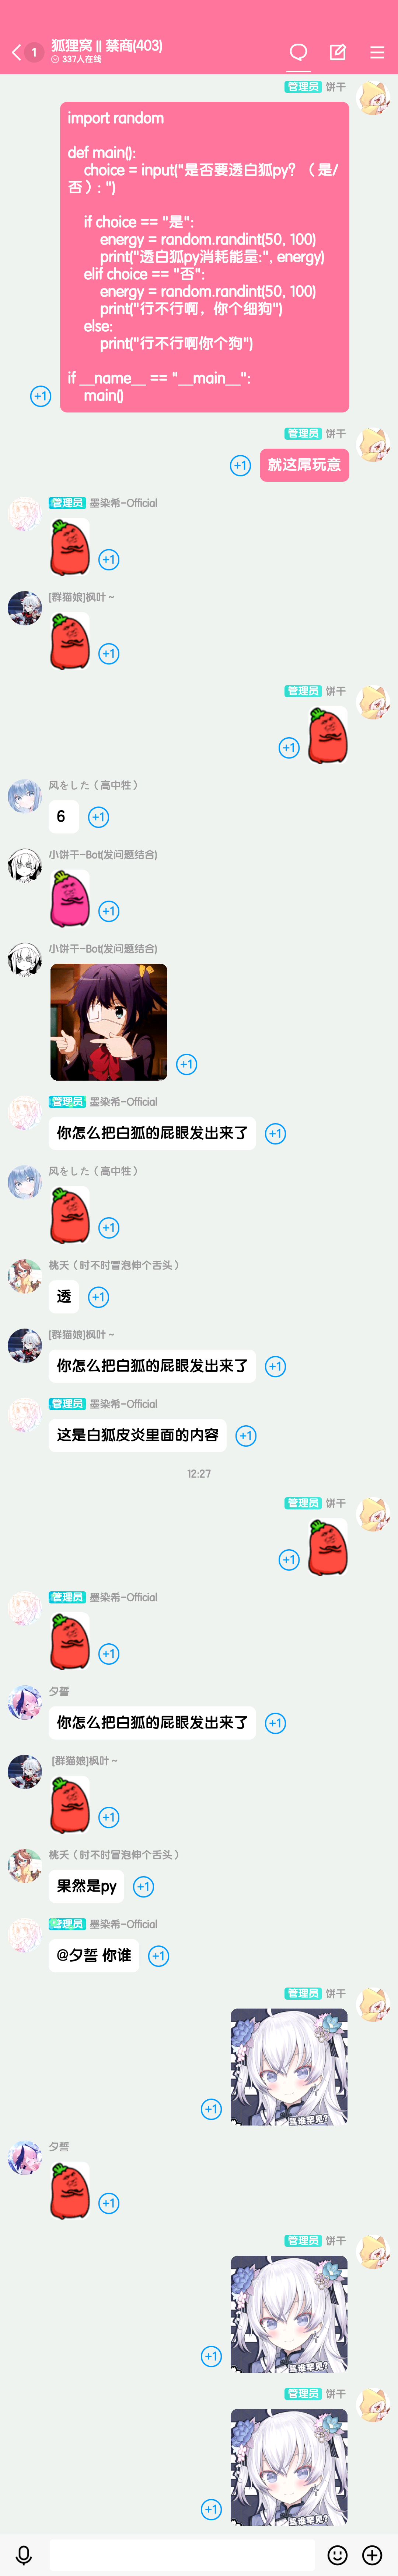 1
狐狸窝 || 禁商(403)
337人在线
管理员 饼干
import random
def main():
choice = input("是否要透白狐py? （是/
否）: ")
if choice == "是":
energy = random.randint(50, 100)
print("透白狐py消耗能量:", energy)
elif choice == "否":
energy = random.randint(50, 100)
print("行不行啊，你个细狗")
else:
print("行不行啊你个狗")
if __name__ == "__main__":
main()
+1
管理员 饼干
就这屌玩意
+1
管理员 墨染希-Official
+1
[群猫娘]枫叶~
+1
管理员 饼干
+1
风をした（高中性）
6
+1
小饼干-Bot(发问题结合)
+1
小饼干-Bot(发问题结合)
+1
管理员 墨染希-Official
你怎么把白狐的屁眼发出来了
+1
风をした（高中性）
+1
桃夭（时不时冒泡伸个舌头）
透
+1
[群猫娘]枫叶~
你怎么把白狐的屁眼发出来了
+1
管理员 墨染希-Official
这是白狐皮炎里面的内容
+1
12:27
管理员 饼干
+1
管理员 墨染希-Official
+1
夕誓
你怎么把白狐的屁眼发出来了
+1
[群猫娘]枫叶~
+1
桃夭（时不时冒泡伸个舌头）
果然是py
+1
管理员 墨染希-Official
@夕誓 你谁
+1
管理员 饼干
+1
夕誓
+1
管理员 饼干
+1
管理员 饼干
+1